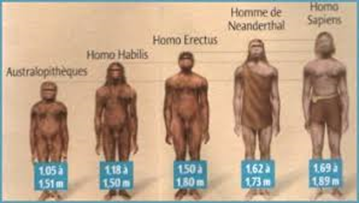 Australopithèques
Homo Habilis
Homo Erectus
Homme de
Neanderthal
Homo
Sapiens
1,05 à
1,51 m
1,18 à
1,50 m
1,50 à
1,80 m
1,62 à
1,73 m
1,69 à
1,89 m